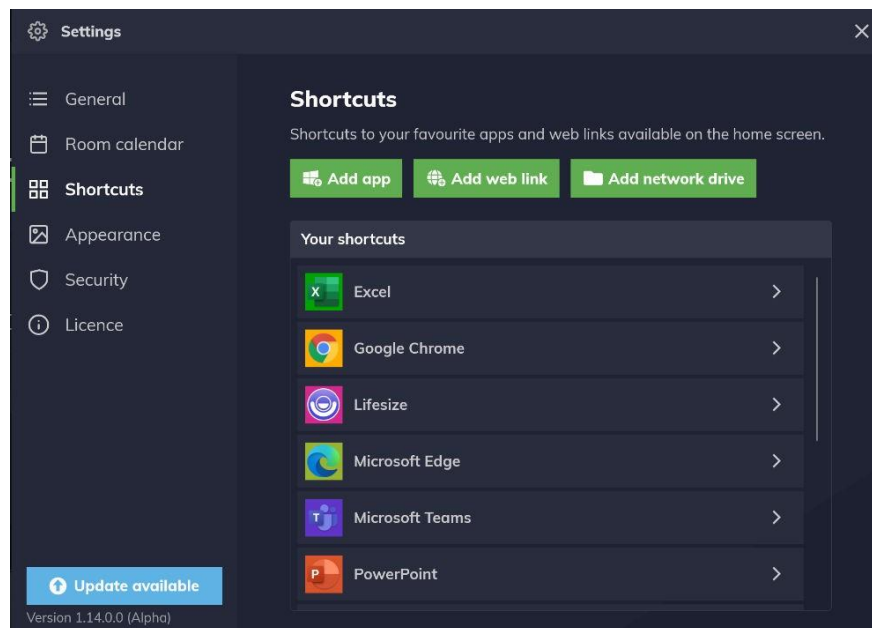 Settings
General
Room calendar
Shortcuts
Appearance
Security
Licence
Update available
Version 1.14.0.0 (Alpha)
Shortcuts
Shortcuts to your favourite apps and web links available on the home screen.
Add app
Add web link
Add network drive
Your shortcuts
X
Excel
Google Chrome
Lifesize
Microsoft Edge
T
Microsoft Teams
P
PowerPoint